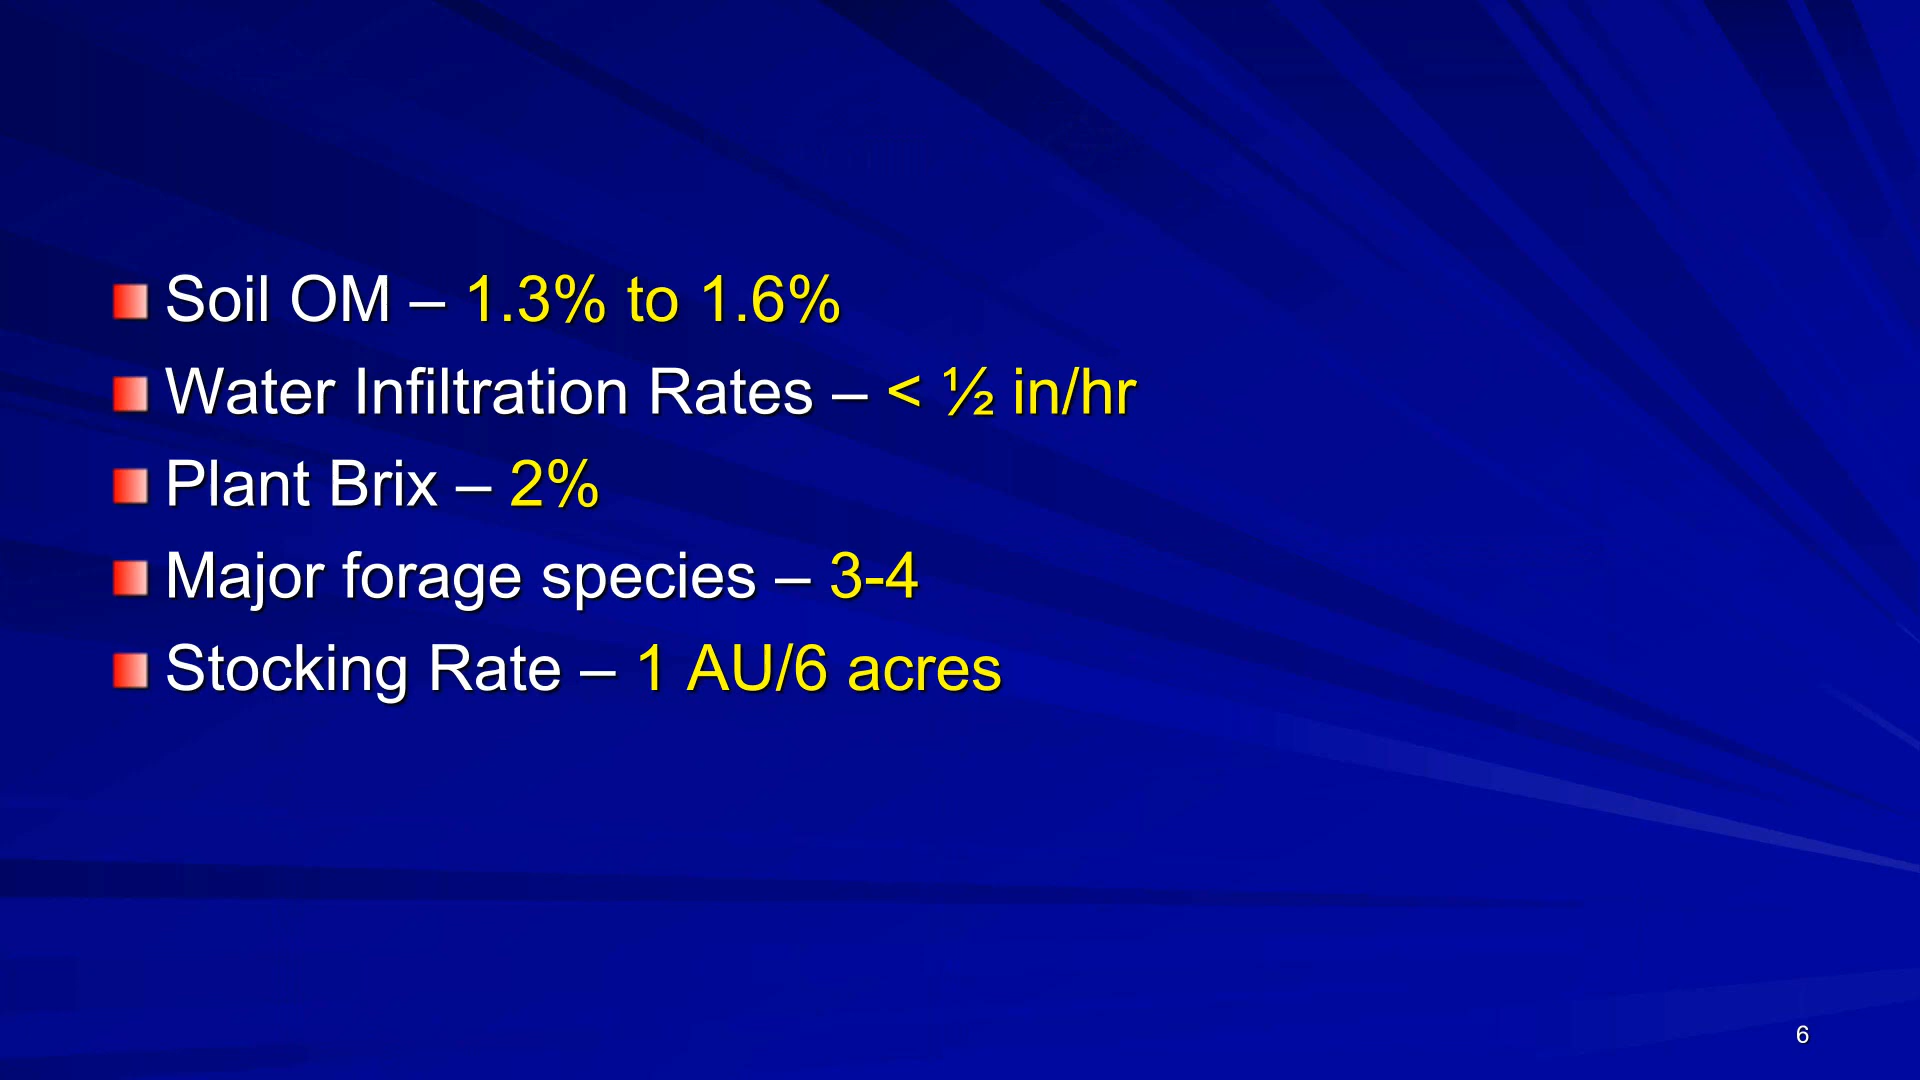 Soil OM – 1.3% to 1.6%
Water Infiltration Rates – < ½ in/hr
Plant Brix – 2%
Major forage species – 3-4
Stocking Rate – 1 AU/6 acres
6